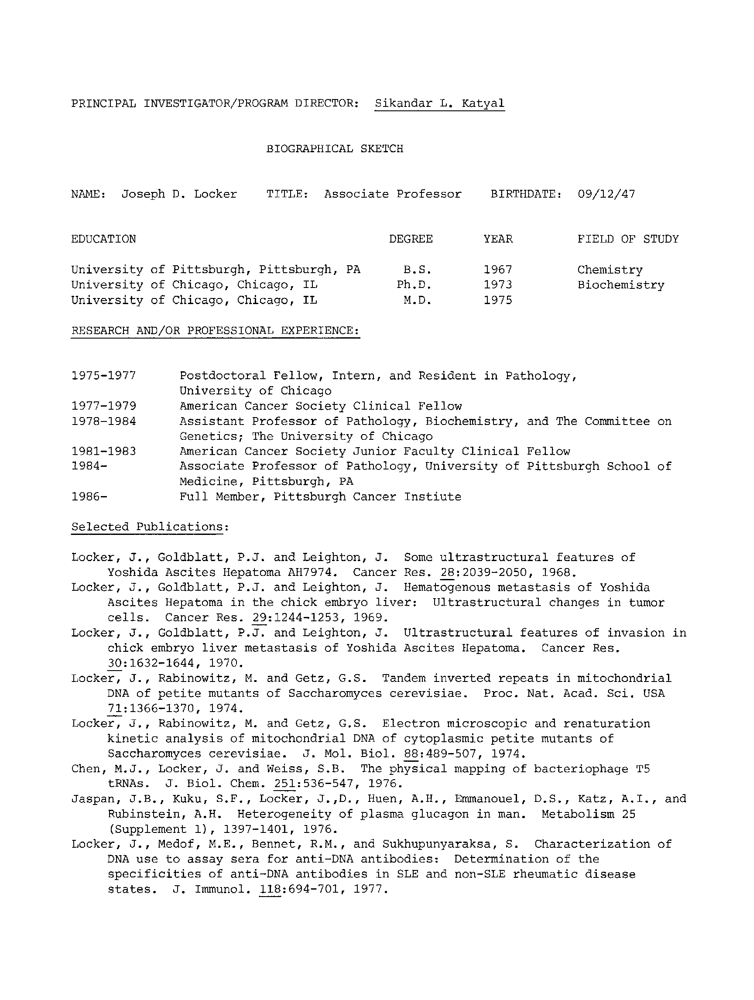 PRINCIPAL INVESTIGATOR/PROGRAM DIRECTOR: Sikandar L. Katyal
BIOGRAPHICAL SKETCH
NAME: Joseph D. Locker TITLE: Associate Professor BIRTHDATE: 09/12/47
EDUCATION DEGREE YEAR FIELD OF STUDY
University of Pittsburgh, Pittsburgh, PA B.S. 1967 Chemistry
University of Chicago, Chicago, IL Ph.D. 1973 Biochemistry
University of Chicago, Chicago, IL M.D. 1975
RESEARCH AND/OR PROFESSIONAL EXPERIENCE:
1975-1977 Postdoctoral Fellow, Intern, and Resident in Pathology,
University of Chicago
1977-1979 American Cancer Society Clinical Fellow
1978-1984 Assistant Professor of Pathology, Biochemistry, and The Committee on
Genetics; The University of Chicago
1981-1983 American Cancer Society Junior Faculty Clinical Fellow
1984- Associate Professor of Pathology, University of Pittsburgh School of
Medicine, Pittsburgh, PA
1986- Full Member, Pittsburgh Cancer Instiute
Selected Publications:
Locker, J., Goldblatt, P.J. and Leighton, J. Some ultrastructural features of
Yoshida Ascites Hepatoma AH7974. Cancer Res. 28:2039-2050, 1968.
Locker, J., Goldblatt, P.J. and Leighton, J. Hematogenous metastasis of Yoshida
Ascites Hepatoma in the chick embryo liver: Ultrastructural changes in tumor
cells. Cancer Res. 29:1244-1253, 1969.
Locker, J., Goldblatt, P.J. and Leighton, J. Ultrastructural features of invasion in
chick embryo liver metastasis of Yoshida Ascites Hepatoma. Cancer Res.
30:1632-1644, 1970.
Locker, J., Rabinowitz, M. and Getz, G.S. Tandem inverted repeats in mitochondrial
DNA of petite mutants of Saccharomyces cerevisiae. Proc. Nat. Acad. Sci. USA
71:1366-1370, 1974.
Locker, J., Rabinowitz, M. and Getz, G.S. Electron microscopic and renaturation
kinetic analysis of mitochondrial DNA of cytoplasmic petite mutants of
Saccharomyces cerevisiae. J. Mol. Biol. 88:489-507, 1974.
Chen, M.J., Locker, J. and Weiss, S.B. The physical mapping of bacteriophage T5
tRNAs. J. Biol. Chem. 251:536-547, 1976.
Jaspan, J.B., Kuku, S.F., Locker, J.,D., Huen, A.H., Emmanouel, D.S., Katz, A.I., and
Rubinstein, A.H. Heterogeneity of plasma glucagon in man. Metabolism 25
(Supplement 1), 1397-1401, 1976.
Locker, J., Medof, M.E., Bennet, R.M., and Sukhupunyaraksa, S. Characterization of
DNA use to assay sera for anti-DNA antibodies: Determination of the
specificities of anti-DNA antibodies in SLE and non-SLE rheumatic disease
states. J. Immunol. 118:694-701, 1977.